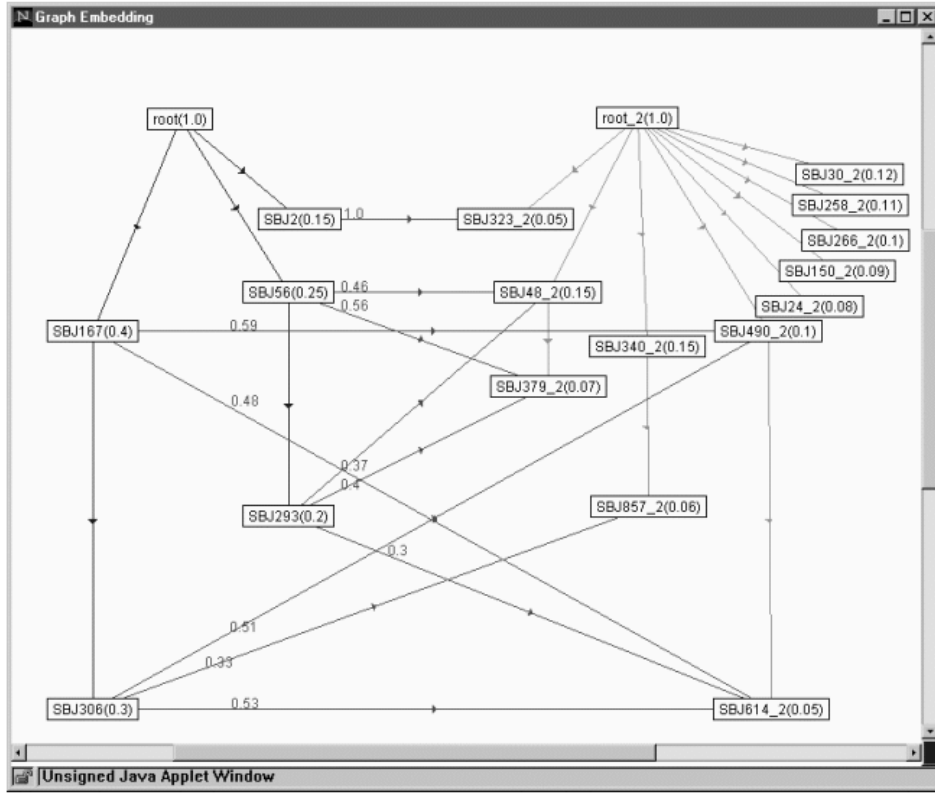 Graph Embedding
root(1.0)
root_2(1.0)
SBJ30_2(0.12)
SBJ258_2(0.11)
SBJ2(0.15)
1.0
SBJ323_2(0.05)
SBJ266_2(0.1)
SBJ150_2(0.09)
SBJ56(0.25)
0.46
SBJ48_2(0.15)
0.56
SBJ24_2(0.08)
SBJ167(0.4)
0.59
SBJ490_2(0.1)
SBJ340_2(0.15)
SBJ379_2(0.07)
0.48
0.37
0.4
SBJ293(0.2)
SBJ857_2(0.06)
0.3
0.51
0.33
SBJ306(0.3)
0.53
SBJ614_2(0.05)
Unsigned Java Applet Window